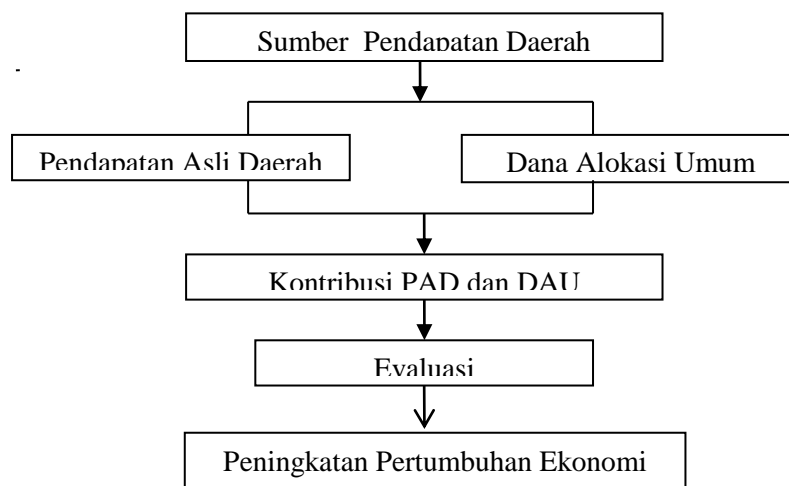 Sumber Pendapatan Daerah
Pendapatan Asli Daerah
Dana Alokasi Umum
Kontribusi PAD dan DAU
Evaluasi
Peningkatan Pertumbuhan Ekonomi